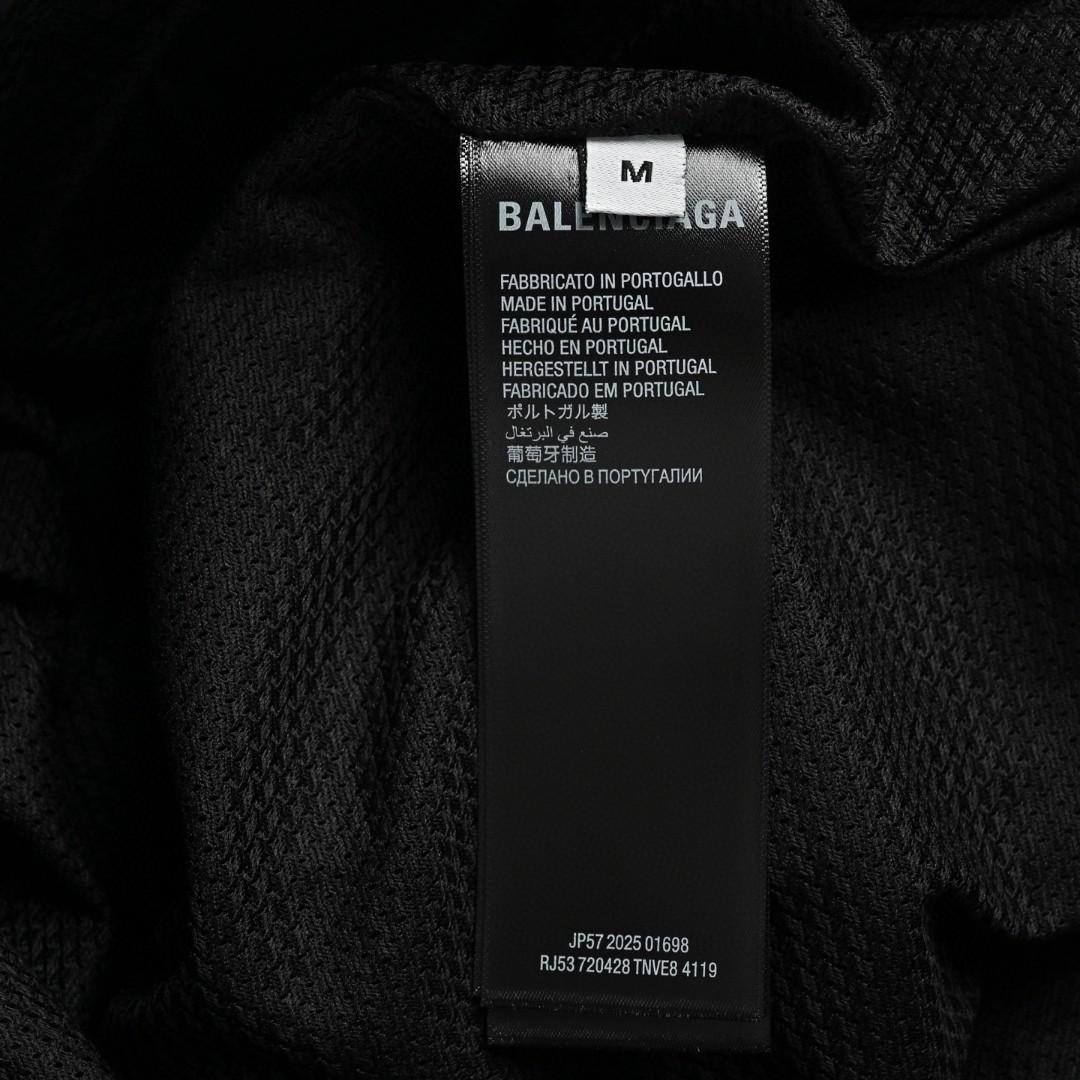 M
BALENCIAGA
FABBRICATO IN PORTOGALLO
MADE IN PORTUGAL
FABRIQUÉ AU PORTUGAL
HECHO EN PORTUGAL
HERGESTELLT IN PORTUGAL
FABRICADO EM PORTUGAL
ポルトガル製
صنع في البرتغال
葡萄牙制造
СДЕЛАНО В ПОРТУГАЛИИ
JP57 2025 01698
RJ53 720428 TNVE8 4119